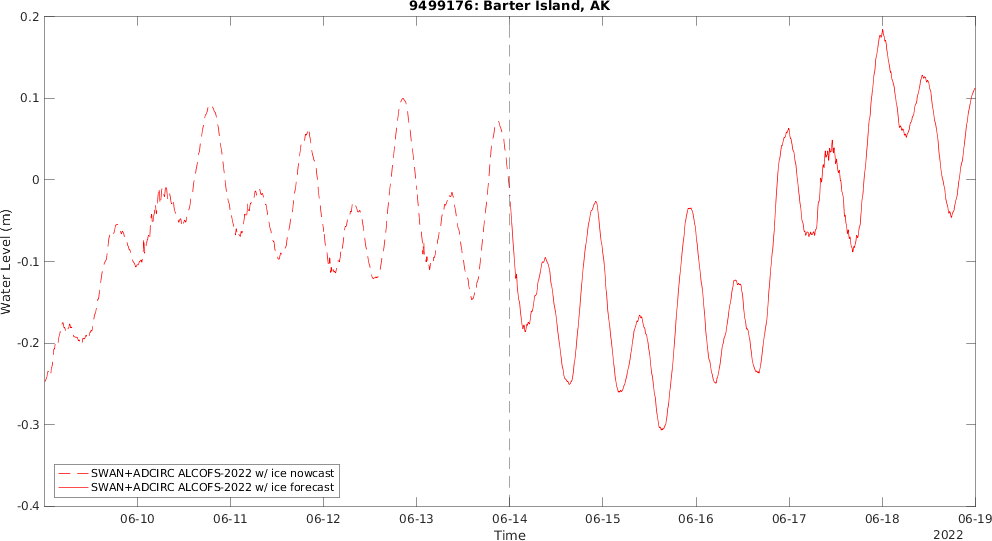 9499176: Barter Island, AK
0.2
0.1
0
-0.1
-0.2
-0.3
-0.4
Water Level (m)
SWAN+ADCIRC ALCOFS-2022 w/ ice nowcast
SWAN+ADCIRC ALCOFS-2022 w/ ice forecast
06-10 06-11 06-12 06-13 06-14 06-15 06-16 06-17 06-18 06-19
Time
2022